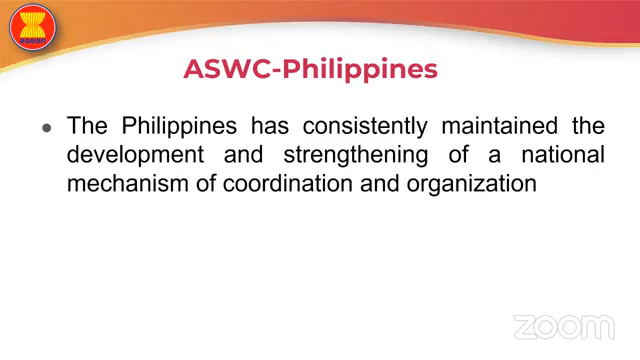 asean
ASWC-Philippines
• The Philippines has consistently maintained the
development and strengthening of a national
mechanism of coordination and organization
zoom